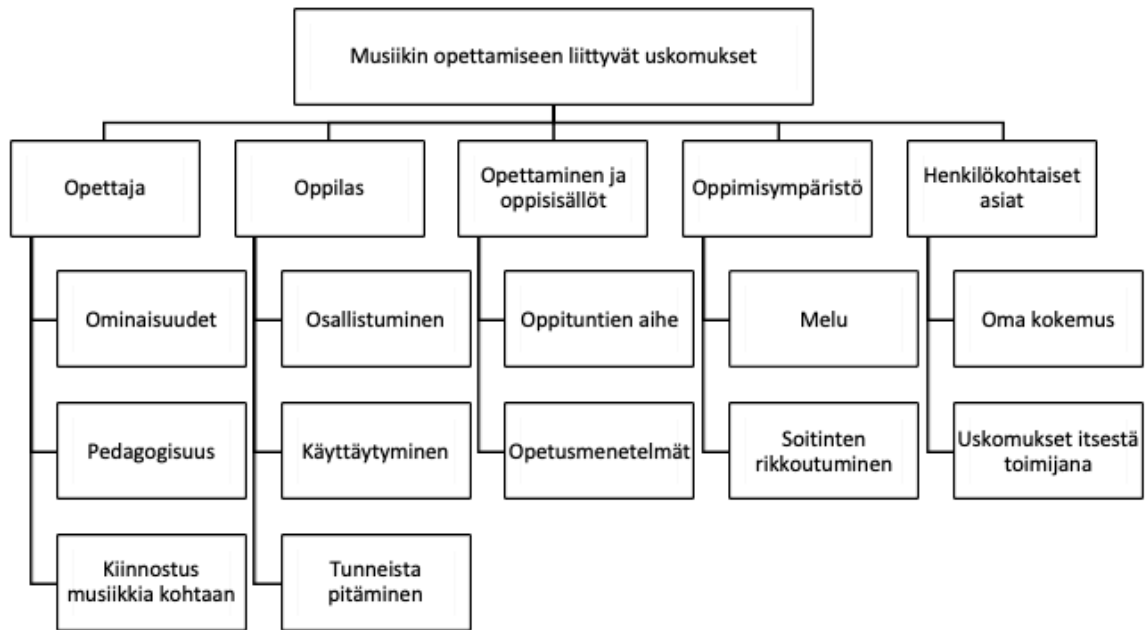 Musiikin opettamiseen liittyvät uskomukset
Opettaja
Oppilas
Opettaminen ja
oppisisällöt
Oppimisympäristö
Henkilökohtaiset
asiat
Ominaisuudet
Osallistuminen
Oppituntien aihe
Melu
Oma kokemus
Pedagogisuus
Käyttäytyminen
Opetusmenetelmät
Soitinten
rikkoutuminen
Uskomukset itsestä
toimijana
Kiinnostus
musiikkia kohtaan
Tunneista
pitäminen